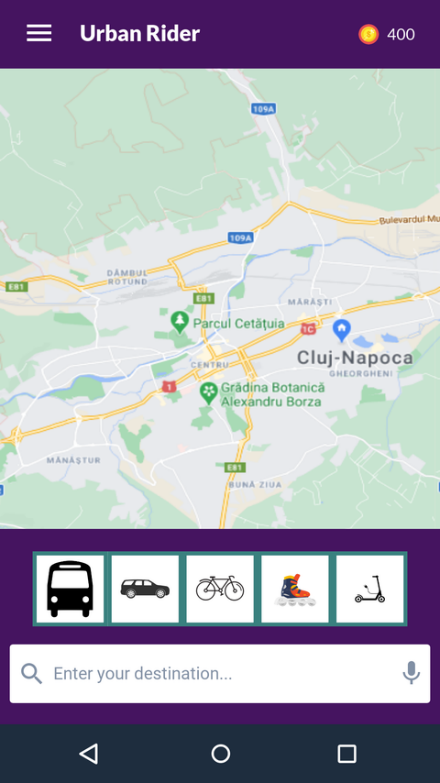 Urban Rider
400
109A
Bulevardul Mu
109A
DÂMBUL
ROTUND
E81
E81
MĂRĂȘTI
Parcul Cetățuia
1C
Cluj-Napoca
CENTRU
GHEORGHENI
1
Grădina Botanică
Alexandru Borza
MĂNĂȘTUR
E81
BUNĂ ZIUA
Enter your destination...